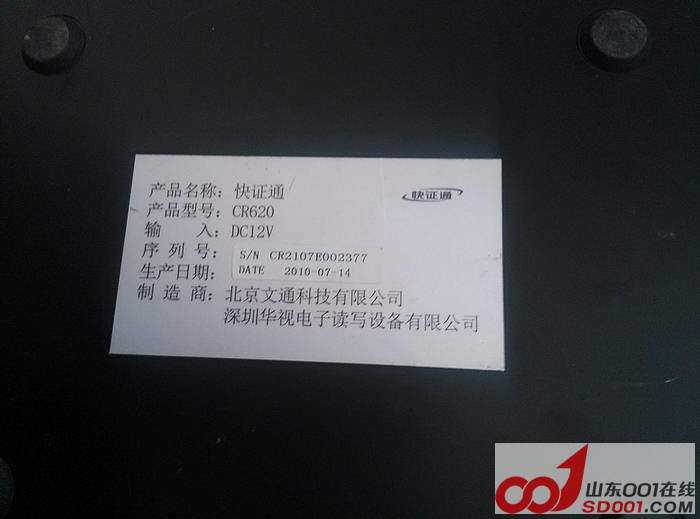 产品名称：快证通
快证通
产品型号：CR620
输 入：DC12V
序 列 号：S/N CR2107E002377
生产日期：DATE 2010-07-14
制 造 商：北京文通科技有限公司
深圳华视电子读写设备有限公司
山东001在线
SD001.COM